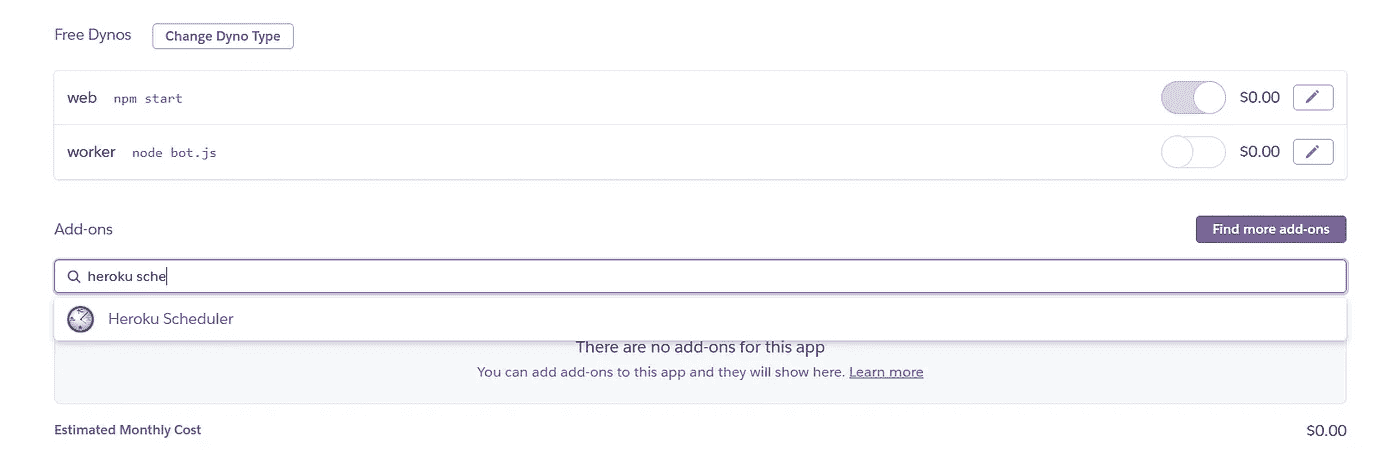 Free Dynos Change Dyno Type
web npm start $0.00
worker node bot.js $0.00
Add-ons Find more add-ons
heroku sche
Heroku Scheduler
There are no add-ons for this app
You can add add-ons to this app and they will show here. Learn more
Estimated Monthly Cost $0.00